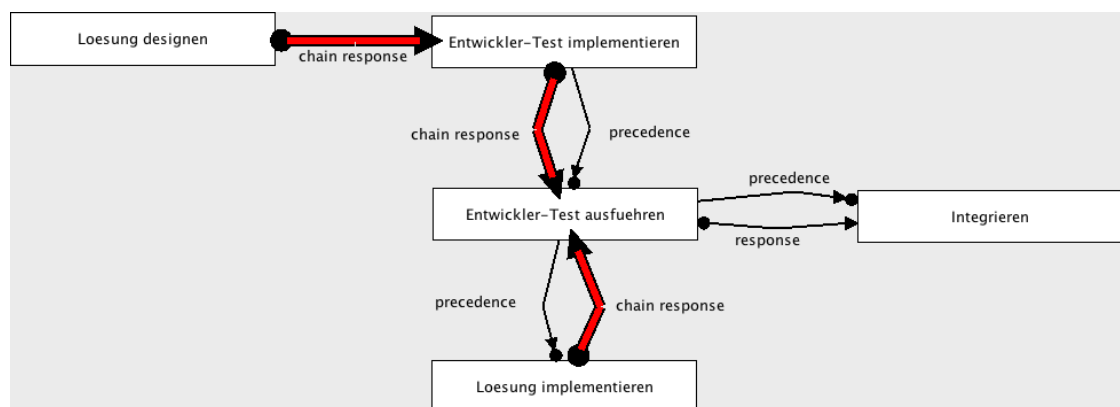 Loesung designen
chain response
Entwickler-Test implementieren
chain response
precedence
Entwickler-Test ausfuehren
precedence
response
Integrieren
precedence
chain response
Loesung implementieren